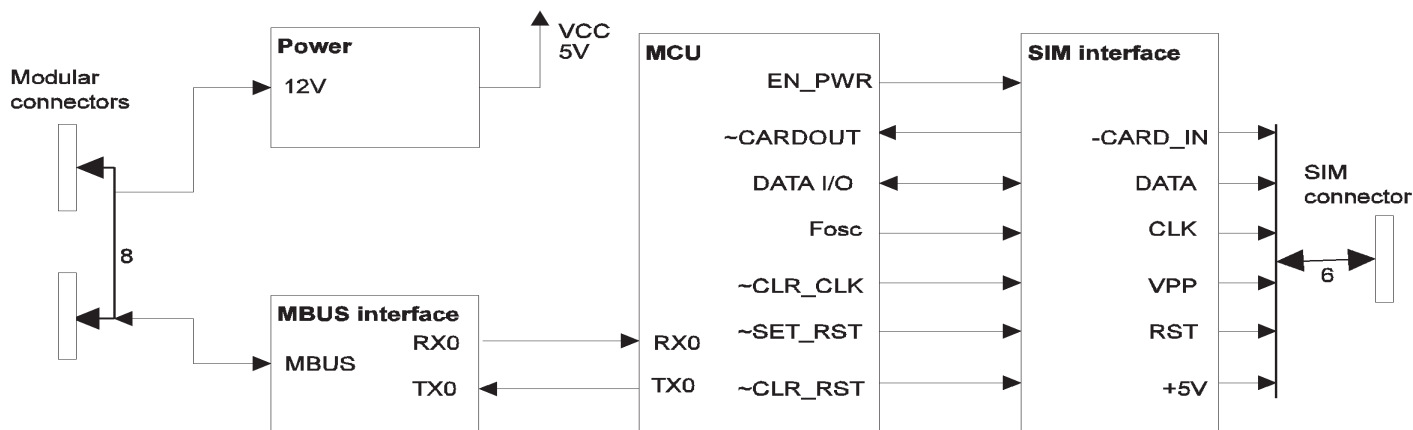 Modular
connectors
8
Power
12V
VCC
5V
MBUS interface
RX0
MBUS
TX0
MCU
EN_PWR
~CARDOUT
DATA I/O
Fosc
~CLR_CLK
~SET_RST
RX0
TX0
~CLR_RST
SIM interface
-CARD_IN
DATA
CLK
VPP
RST
+5V
SIM
connector
6